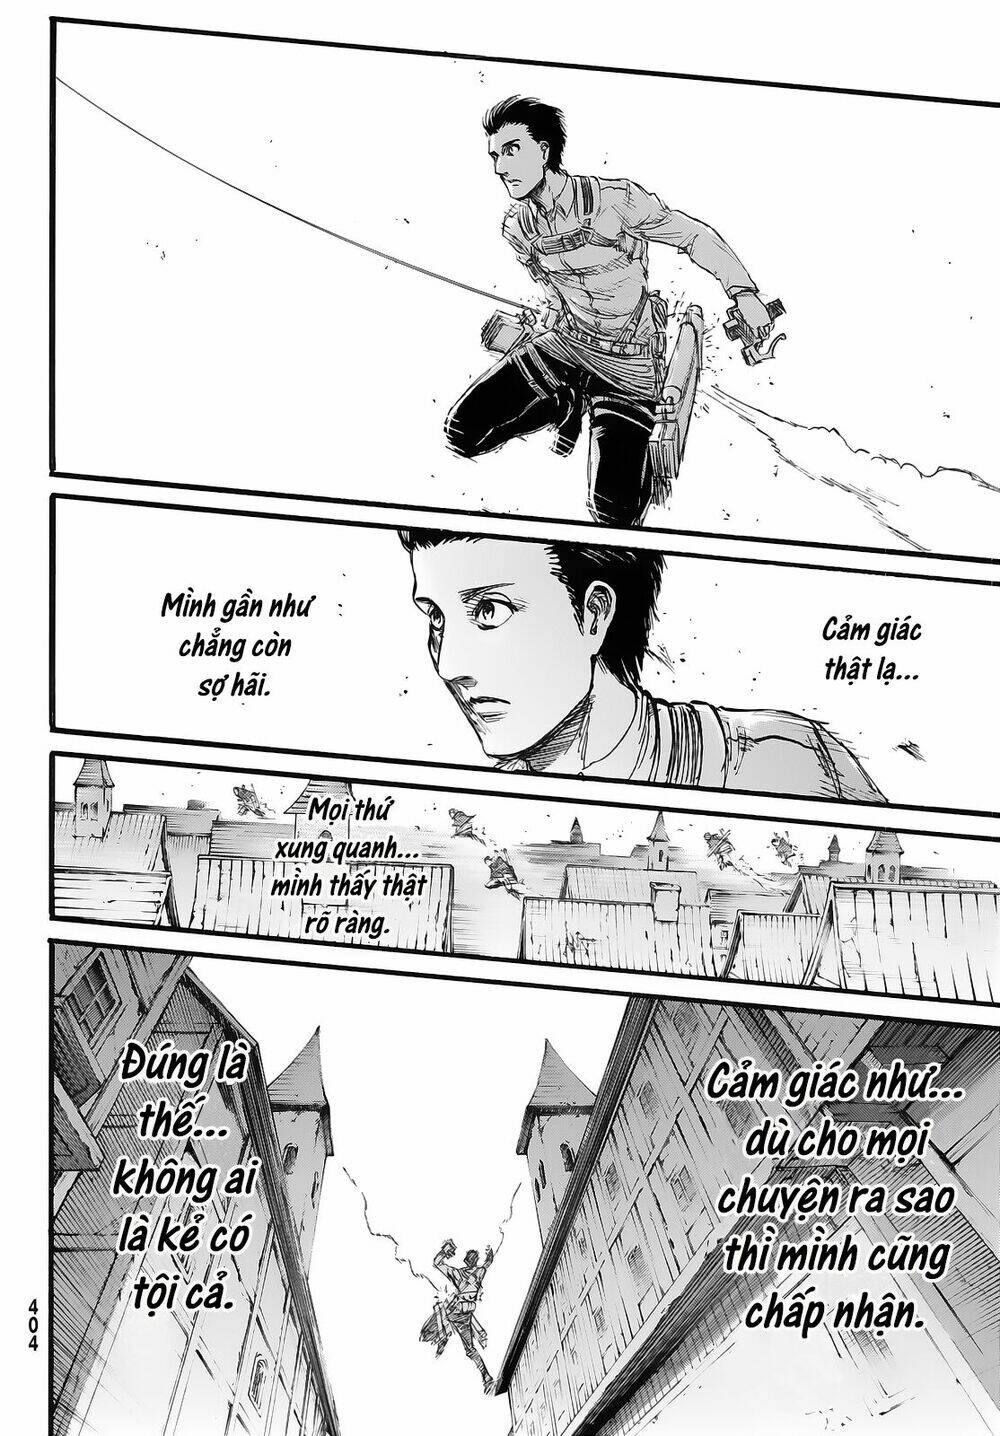 Cảm giác
thật lạ...
Mình gần như
chẳng còn
sợ hãi.
Mọi thứ
xung quanh...
mình thấy thật
rõ ràng.
Cảm giác như...
dù cho mọi
chuyện ra sao
thì mình cũng
chấp nhận.
Đúng là
thế...
không ai
là kẻ có
tội cả.
404